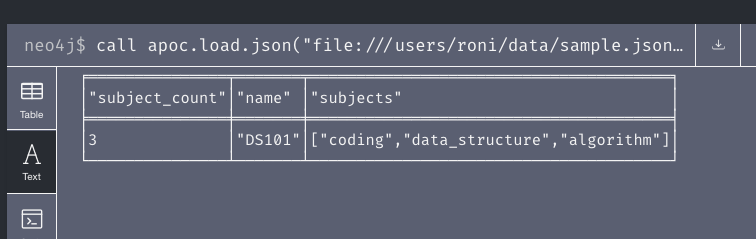 neo4j$ call apoc.load.json("file:///users/roni/data/sample.json…
Table
"subject_count" "name" "subjects"
3 "DS101" ["coding","data_structure","algorithm"]
A
Text